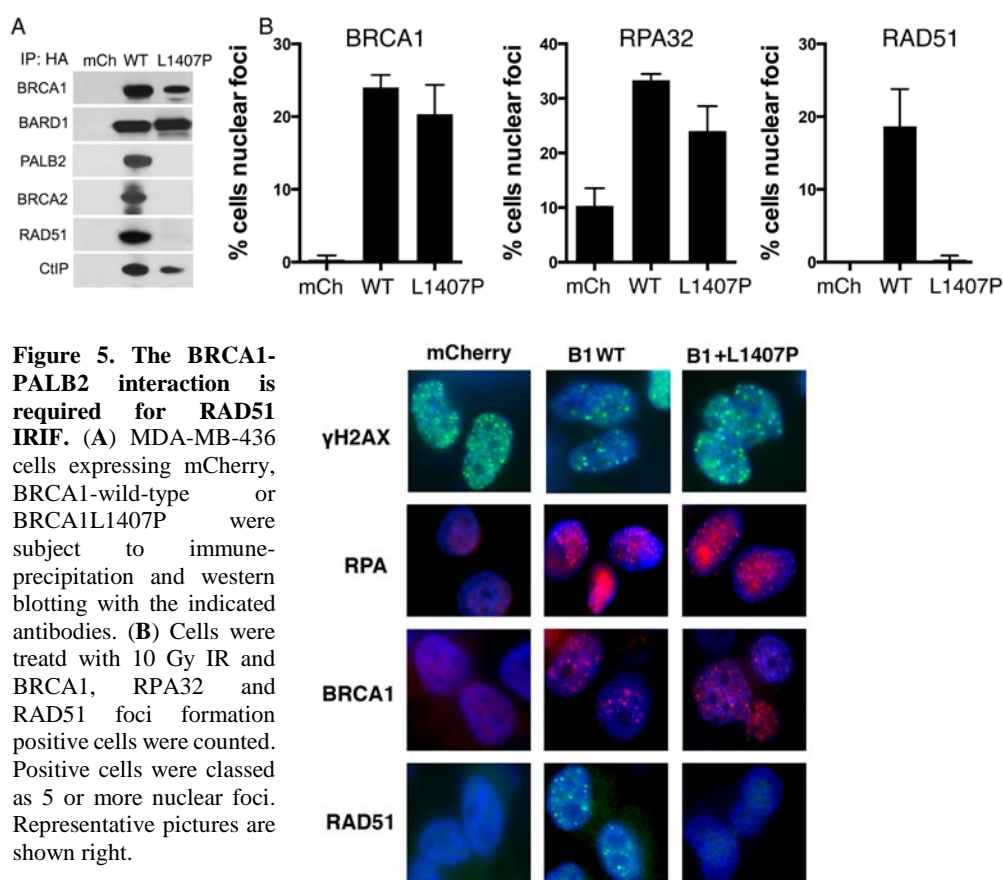 A
IP: HA mCh WT L1407P
BRCA1
BARD1
PALB2
BRCA2
RAD51
CtIP
B
BRCA1
% cells nuclear foci
30
20
10
0
mCh WT L1407P
RPA32
% cells nuclear foci
40
30
20
10
0
mCh WT L1407P
RAD51
% cells nuclear foci
30
20
10
0
mCh WT L1407P
Figure 5. The BRCA1-
PALB2 interaction is
required for RAD51
IRIF. (A) MDA-MB-436
cells expressing mCherry,
BRCA1-wild-type or
BRCA1L1407P were
subject to immune-
precipitation and western
blotting with the indicated
antibodies. (B) Cells were
treatd with 10 Gy IR and
BRCA1, RPA32 and
RAD51 foci formation
positive cells were counted.
Positive cells were classed
as 5 or more nuclear foci.
Representative pictures are
shown right.
mCherry B1 WT B1+L1407P
γH2AX
RPA
BRCA1
RAD51